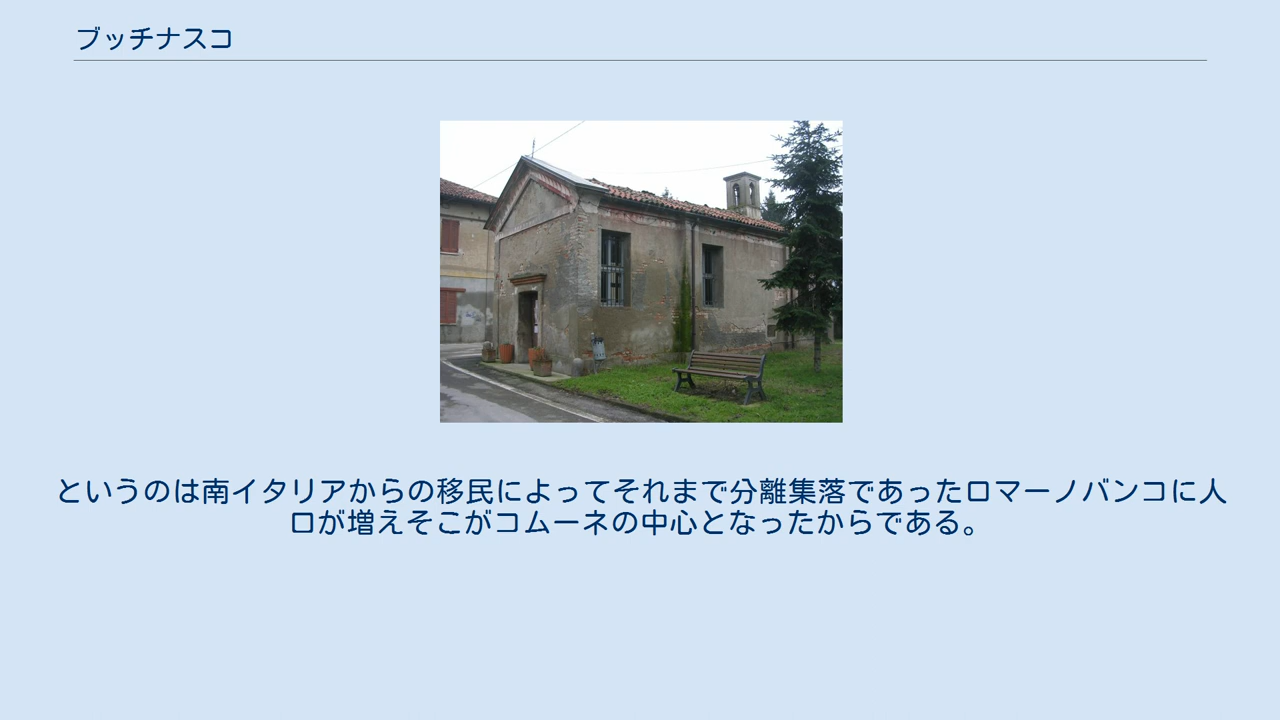 ブッチナスコ
というのは南イタリアからの移民によってそれまで分離集落であったロマーノバンコに人
口が増えそこがコムーネの中心となったからである。